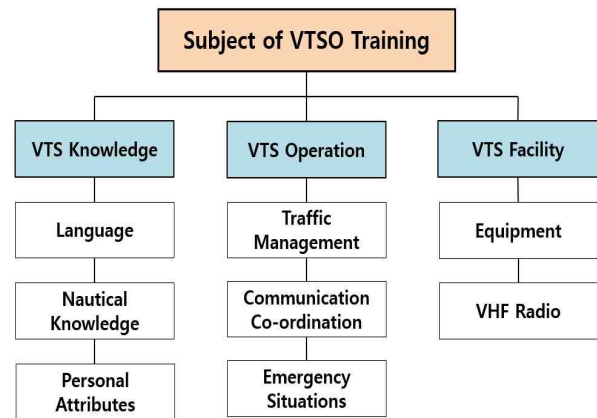 Subject of VTSO Training
VTS Knowledge
VTS Operation
VTS Facility
Language
Traffic
Management
Equipment
Nautical
Knowledge
Communication
Co-ordination
VHF Radio
Personal
Attributes
Emergency
Situations